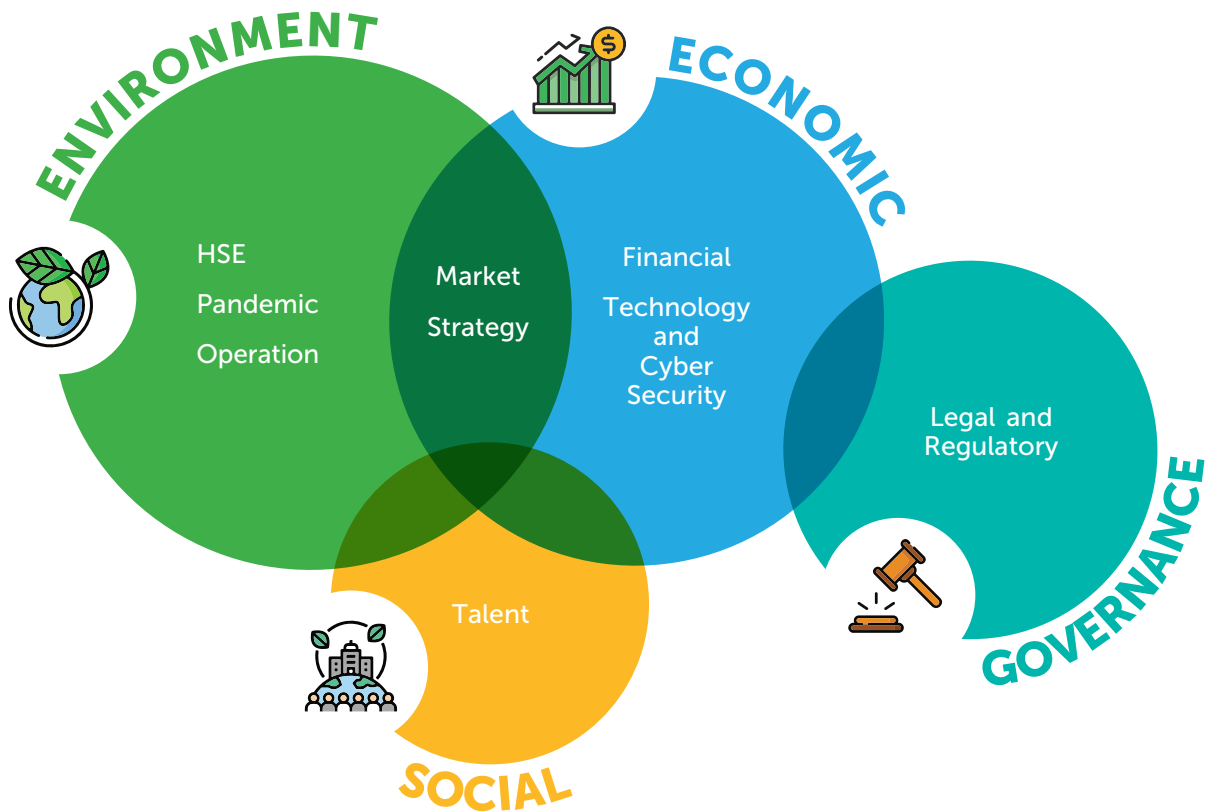 ENVIRONMENT
HSE
Pandemic
Operation
Market
Strategy
ECONOMIC
$
Financial
Technology
and
Cyber
Security
Legal and
Regulatory
GOVERNANCE
Talent
SOCIAL